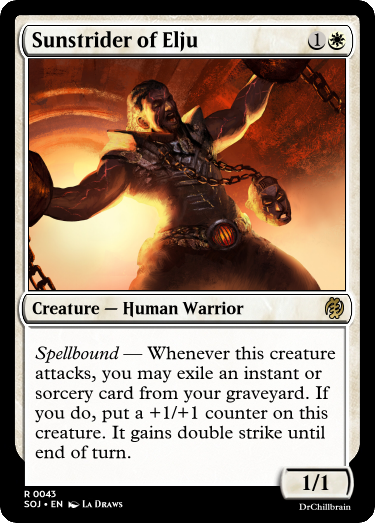 Sunstrider of Elju 1
Creature — Human Warrior
Spellbound — Whenever this creature
attacks, you may exile an instant or
sorcery card from your graveyard. If
you do, put a +1/+1 counter on this
creature. It gains double strike until
end of turn.
1/1
R 0043
SOJ • EN La Draws
DrChillbrain